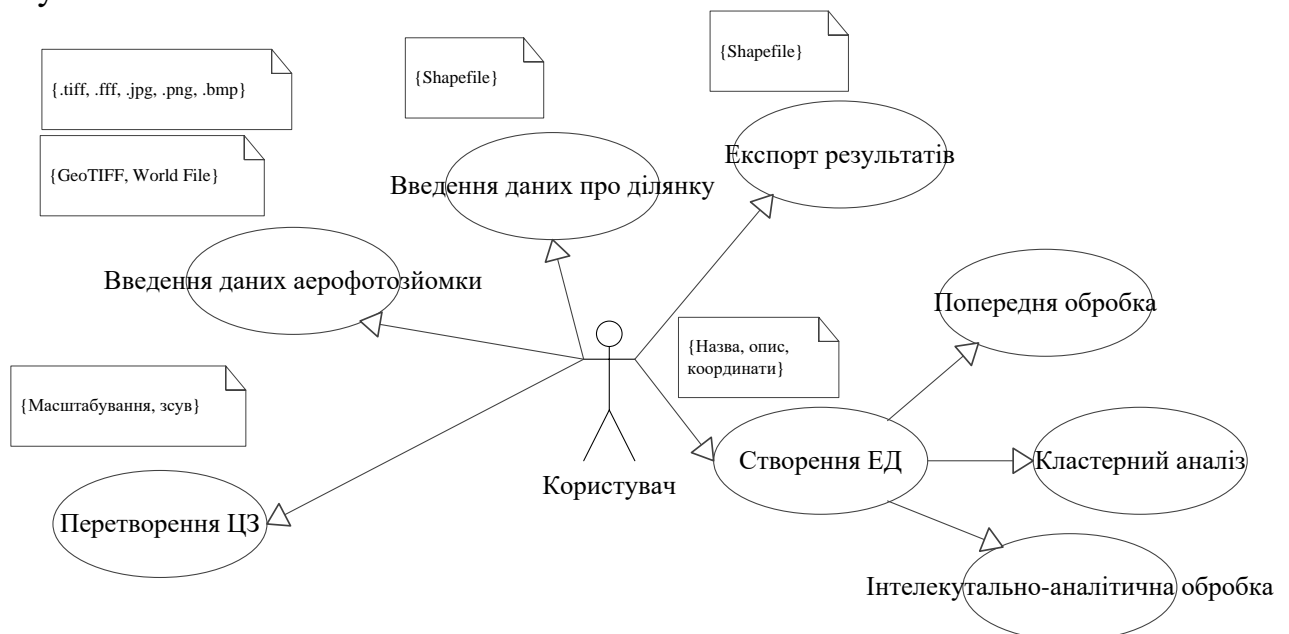 {.tiff, .fff, .jpg, .png, .bmp}
{Shapefile}
{Shapefile}
{GeoTIFF, World File}
Введення даних про ділянку
Експорт результатів
Введення даних аерофотозйомки
Попередня обробка
{Назва, опис,
координати}
{Масштабування, зсув}
Створення ЕД
Кластерний аналіз
Користувач
Перетворення ЦЗ
Інтелекутально-аналітична обробка